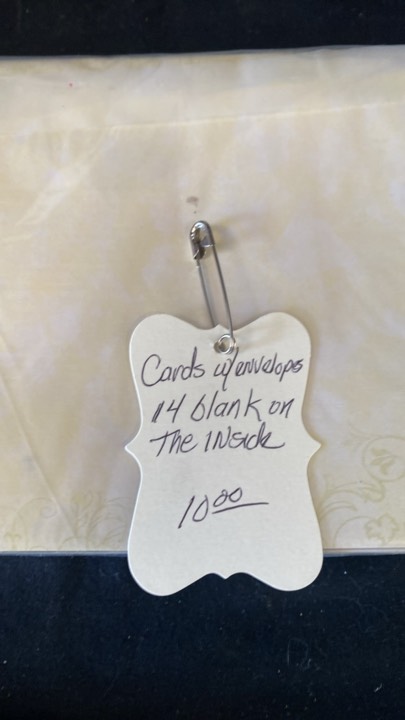 Cards w/envelops
14 blank on
The INside
10.00